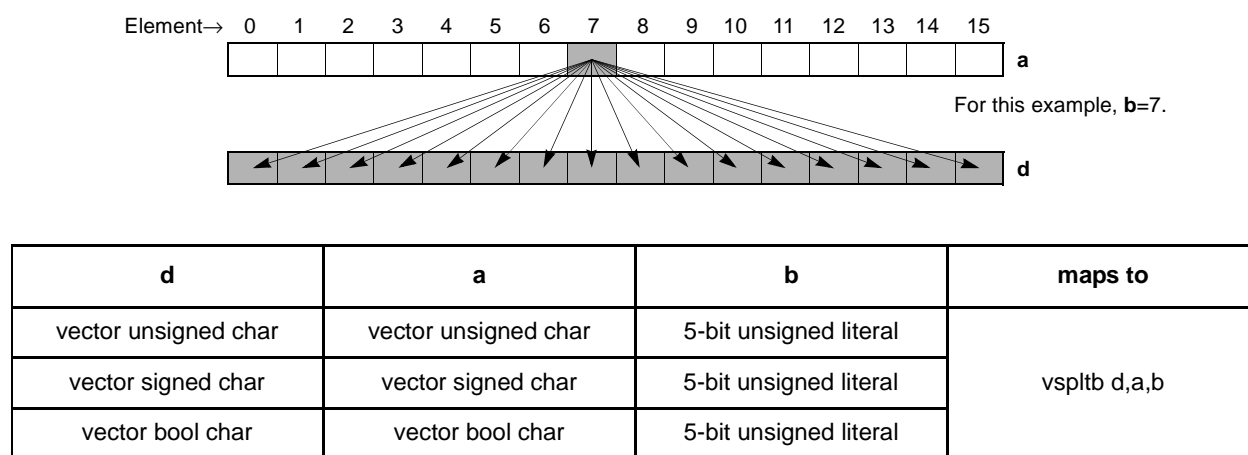 Element→ 0 1 2 3 4 5 6 7 8 9 10 11 12 13 14 15
a
For this example, b=7.
d
d a b maps to
vector unsigned char vector unsigned char 5-bit unsigned literal
vector signed char vector signed char 5-bit unsigned literal vspltb d,a,b
vector bool char vector bool char 5-bit unsigned literal